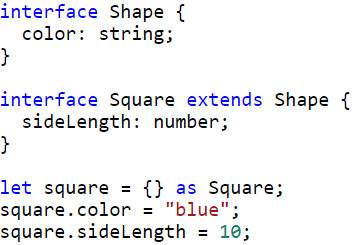 interface Shape {
  color: string;
}

interface Square extends Shape {
  sideLength: number;
}

let square = {} as Square;
square.color = "blue";
square.sideLength = 10;